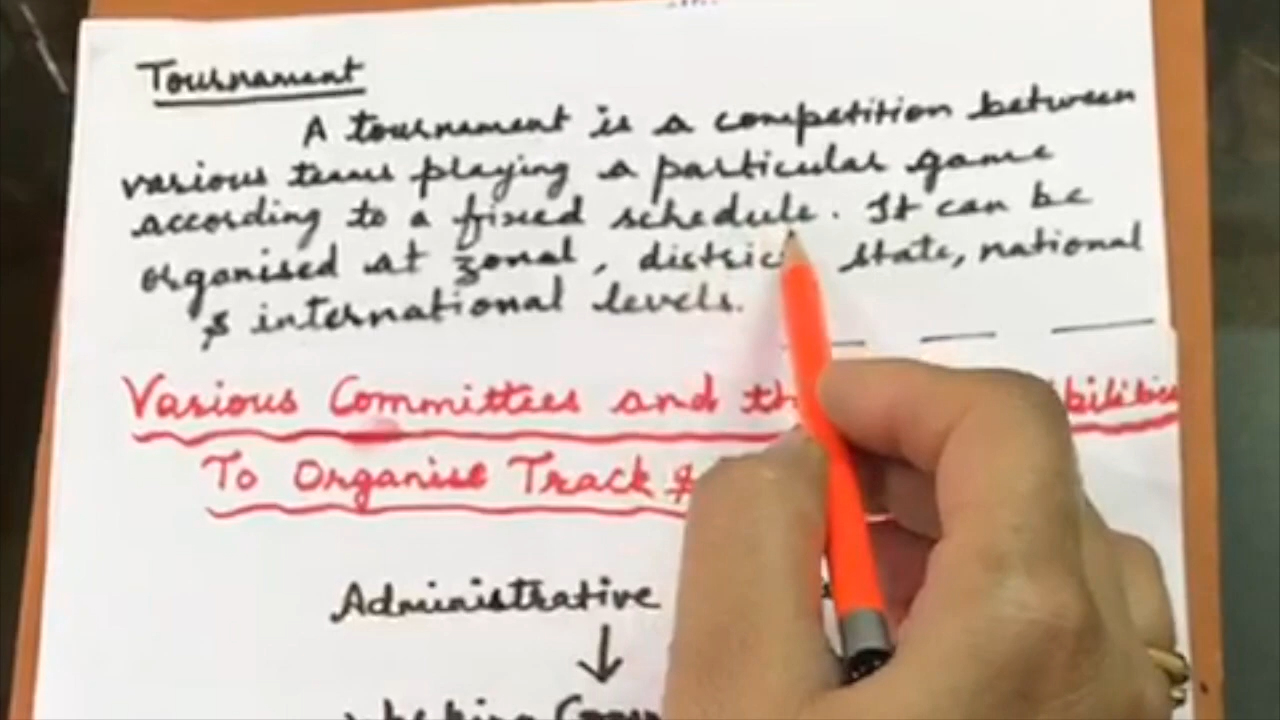 Tournament
A tournament is a competition between
various teams playing a particular game
according to a fixed schedule. It can be
organised at zonal, district state, national
& international levels.
Various Committees and
To Organise Track &
Administrative